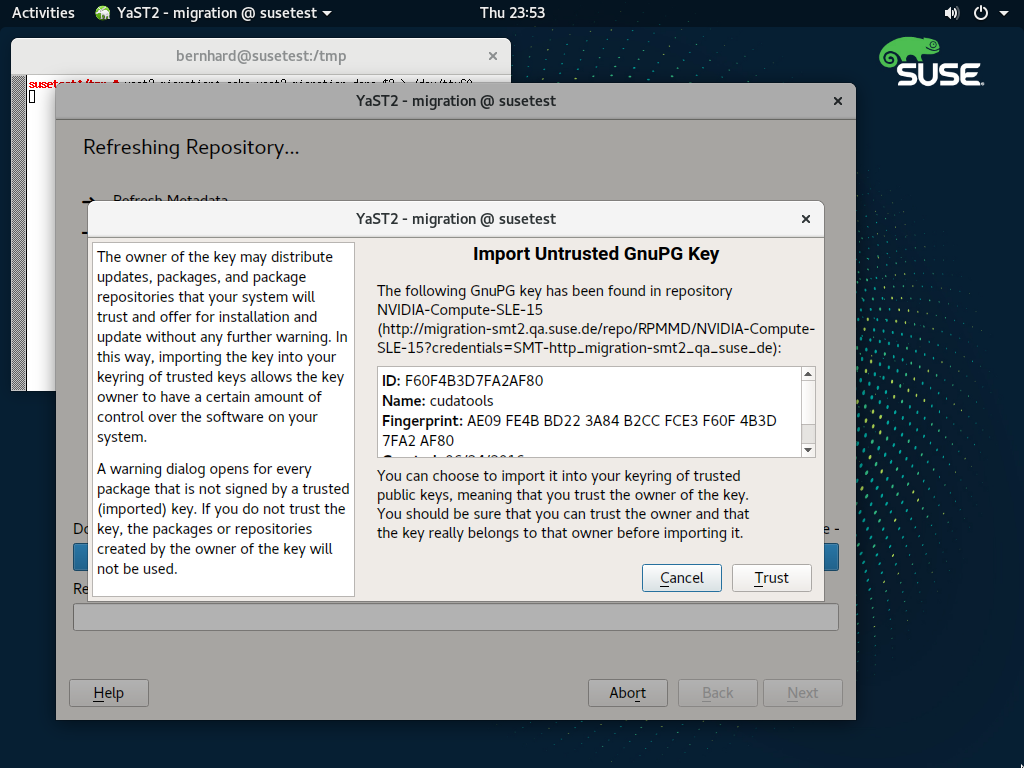 Activities YaST2 - migration @ susetest Thu 23:53
bernhard@susetest:/tmp
SUSE
YaST2 - migration @ susetest
Refreshing Repository...
Refresh Metadata
YaST2 - migration @ susetest
The owner of the key may distribute
updates, packages, and package
repositories that your system will
trust and offer for installation and
update without any further warning. In
this way, importing the key into your
keyring of trusted keys allows the key
owner to have a certain amount of
control over the software on your
system.
A warning dialog opens for every
package that is not signed by a trusted
(imported) key. If you do not trust the
key, the packages or repositories
created by the owner of the key will
not be used.
Import Untrusted GnuPG Key
The following GnuPG key has been found in repository
NVIDIA-Compute-SLE-15
(http://migration-smt2.qa.suse.de/repo/RPMMD/NVIDIA-Compute-
SLE-15?credentials=SMT-http_migration-smt2_qa_suse_de):
ID: F60F4B3D7FA2AF80
Name: cudatools
Fingerprint: AE09 FE4B BD22 3A84 B2CC FCE3 F60F 4B3D
7FA2 AF80
You can choose to import it into your keyring of trusted
public keys, meaning that you trust the owner of the key.
You should be sure that you can trust the owner and that
the key really belongs to that owner before importing it.
Cancel Trust
Help Abort Back Next